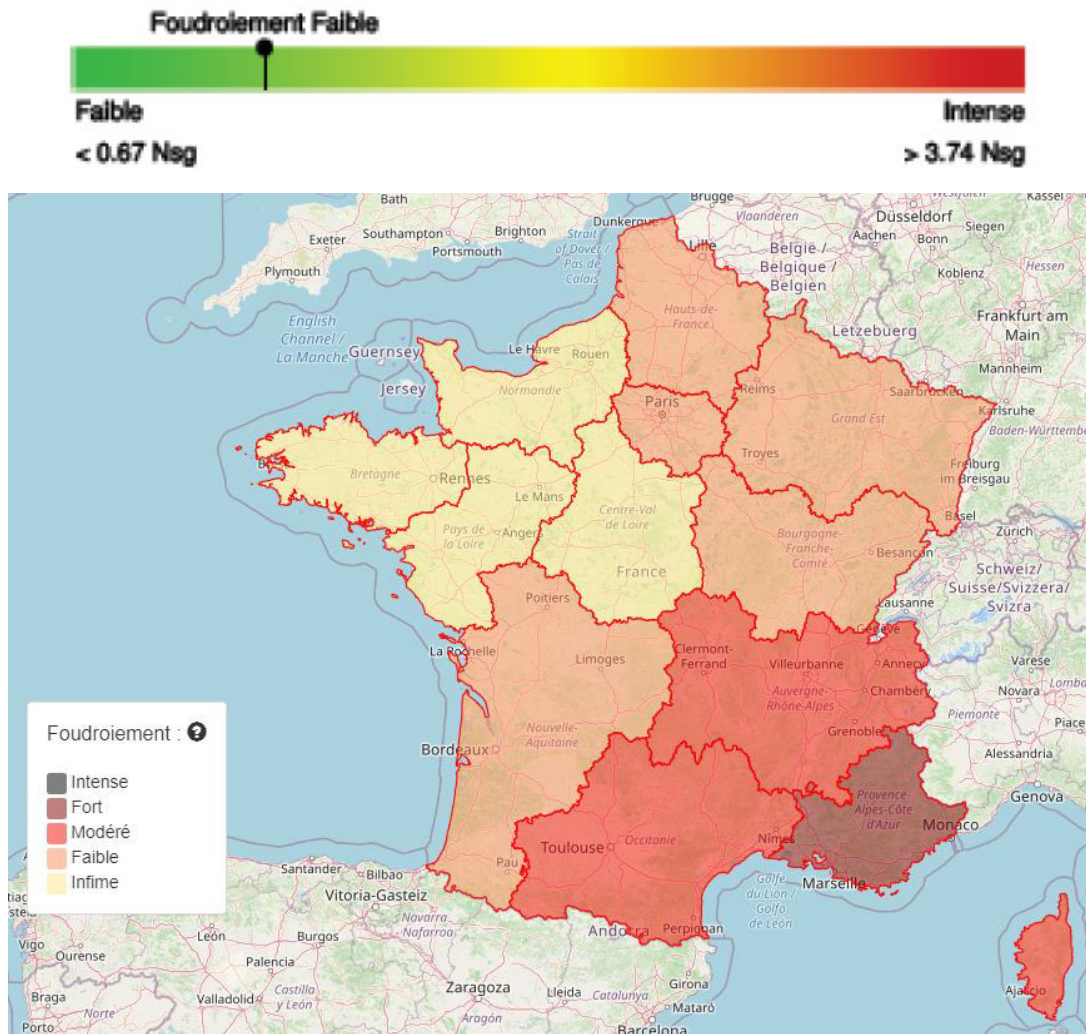 Foudroiement Faible
Faible
Intense
< 0.67 Nsg
> 3.74 Nsg
Bath
Brugge
Kassel
Southampton
Dunkerque
Vlaanderen
Düsseldorf
Exeter
Brighton
Strait
of Dover /
Pas de
Calais
Lille
België /
Belgique /
Belgien
Aachen
Bonn
Siegen
Plymouth
Portsmouth
Koblenz
Hessen
English
Channel /
La Manche
Hauts-de-
France
Letzebuerg
Frankfurt am
Main
Guernsey
Le Havre
Rouen
Mannheim
Jersey
Normandie
Paris
Reims
Saarbrücken
Karlsruhe
Grand Est
Baden-Württemb
Troyes
Freiburg
im Breisgau
Bretagne
Rennes
Le Mans
Pays de
la Loire
Angers
Centre-Val
de Loire
Basel
Zürich
Bourgogne-
Franche-
Comté
Besançon
France
Schweiz/
Suisse/Svizzera/
Svizra
Poitiers
Lausanne
Genève
La Rochelle
Limoges
Clermont-
Ferrand
Villeurbanne
Annecy
Varese
Lomba
Auvergne-
Rhône-Alpes
Chambéry
Novara
Piemonte
Piace
Nouvelle-
Aquitaine
Grenoble
Bordeaux
Alessandria
Foudroiement : ?
Intense
Fort
Modéré
Faible
Infime
Provence-
Alpes-Côte
d'Azur
Genova
Monaco
Nîmes
Toulouse
Occitanie
Pau
Marseille
Santander
Bilbao
Golfe
du Lion /
Golfo
de León
Vitoria-Gasteiz
Navarra
- Nafarroa
Andorra
Perpignan
León
Burgos
Vigo
Ourense
Girona
Ajaccio
Palencia
Castilla
y León
Braga
Valladolid
Zaragoza
Lleida
Catalunya
Mataró
Porto
Norte
Aragón
Barcelona